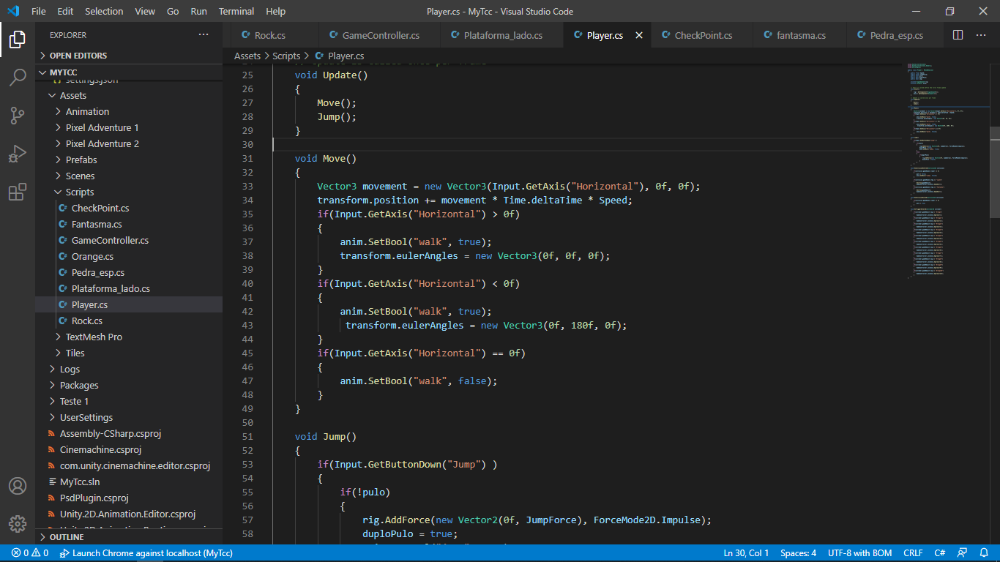 File Edit Selection View Go Run Terminal Help Player.cs - MyTcc - Visual Studio Code
EXPLORER
OPEN EDITORS
MYTCC
settings.json
Assets
Animation
Pixel Adventure 1
Pixel Adventure 2
Prefabs
Scenes
Scripts
C# CheckPoint.cs
C# Fantasma.cs
C# GameController.cs
C# Orange.cs
C# Pedra_esp.cs
C# Plataforma_lado.cs
C# Player.cs
C# Rock.cs
TextMesh Pro
Tiles
Logs
Packages
Teste 1
UserSettings
Assembly-CSharp.csproj
Cinemachine.csproj
com.unity.cinemachine.editor.csproj
MyTcc.sln
PsdPlugin.csproj
Unity.2D.Animation.Editor.csproj
OUTLINE
C# Rock.cs C# GameController.cs C# Plataforma_lado.cs C# Player.cs C# CheckPoint.cs C# fantasma.cs C# Pedra_esp.cs
Assets > Scripts > C# Player.cs
25 void Update()
26 {
27 Move();
28 Jump();
29 }
30
31 void Move()
32 {
33 Vector3 movement = new Vector3(Input.GetAxis("Horizontal"), 0f, 0f);
34 transform.position += movement * Time.deltaTime * Speed;
35 if(Input.GetAxis("Horizontal") > 0f)
36 {
37 anim.SetBool("walk", true);
38 transform.eulerAngles = new Vector3(0f, 0f, 0f);
39 }
40 if(Input.GetAxis("Horizontal") < 0f)
41 {
42 anim.SetBool("walk", true);
43 transform.eulerAngles = new Vector3(0f, 180f, 0f);
44 }
45 if(Input.GetAxis("Horizontal") == 0f)
46 {
47 anim.SetBool("walk", false);
48 }
49 }
50
51 void Jump()
52 {
53 if(Input.GetButtonDown("Jump") )
54 {
55 if(!pulo)
56 {
57 rig.AddForce(new Vector2(0f, JumpForce), ForceMode2D.Impulse);
58 duploPulo = true;
0 0 Launch Chrome against localhost (MyTcc) Ln 30, Col 1 Spaces: 4 UTF-8 with BOM CRLF C#